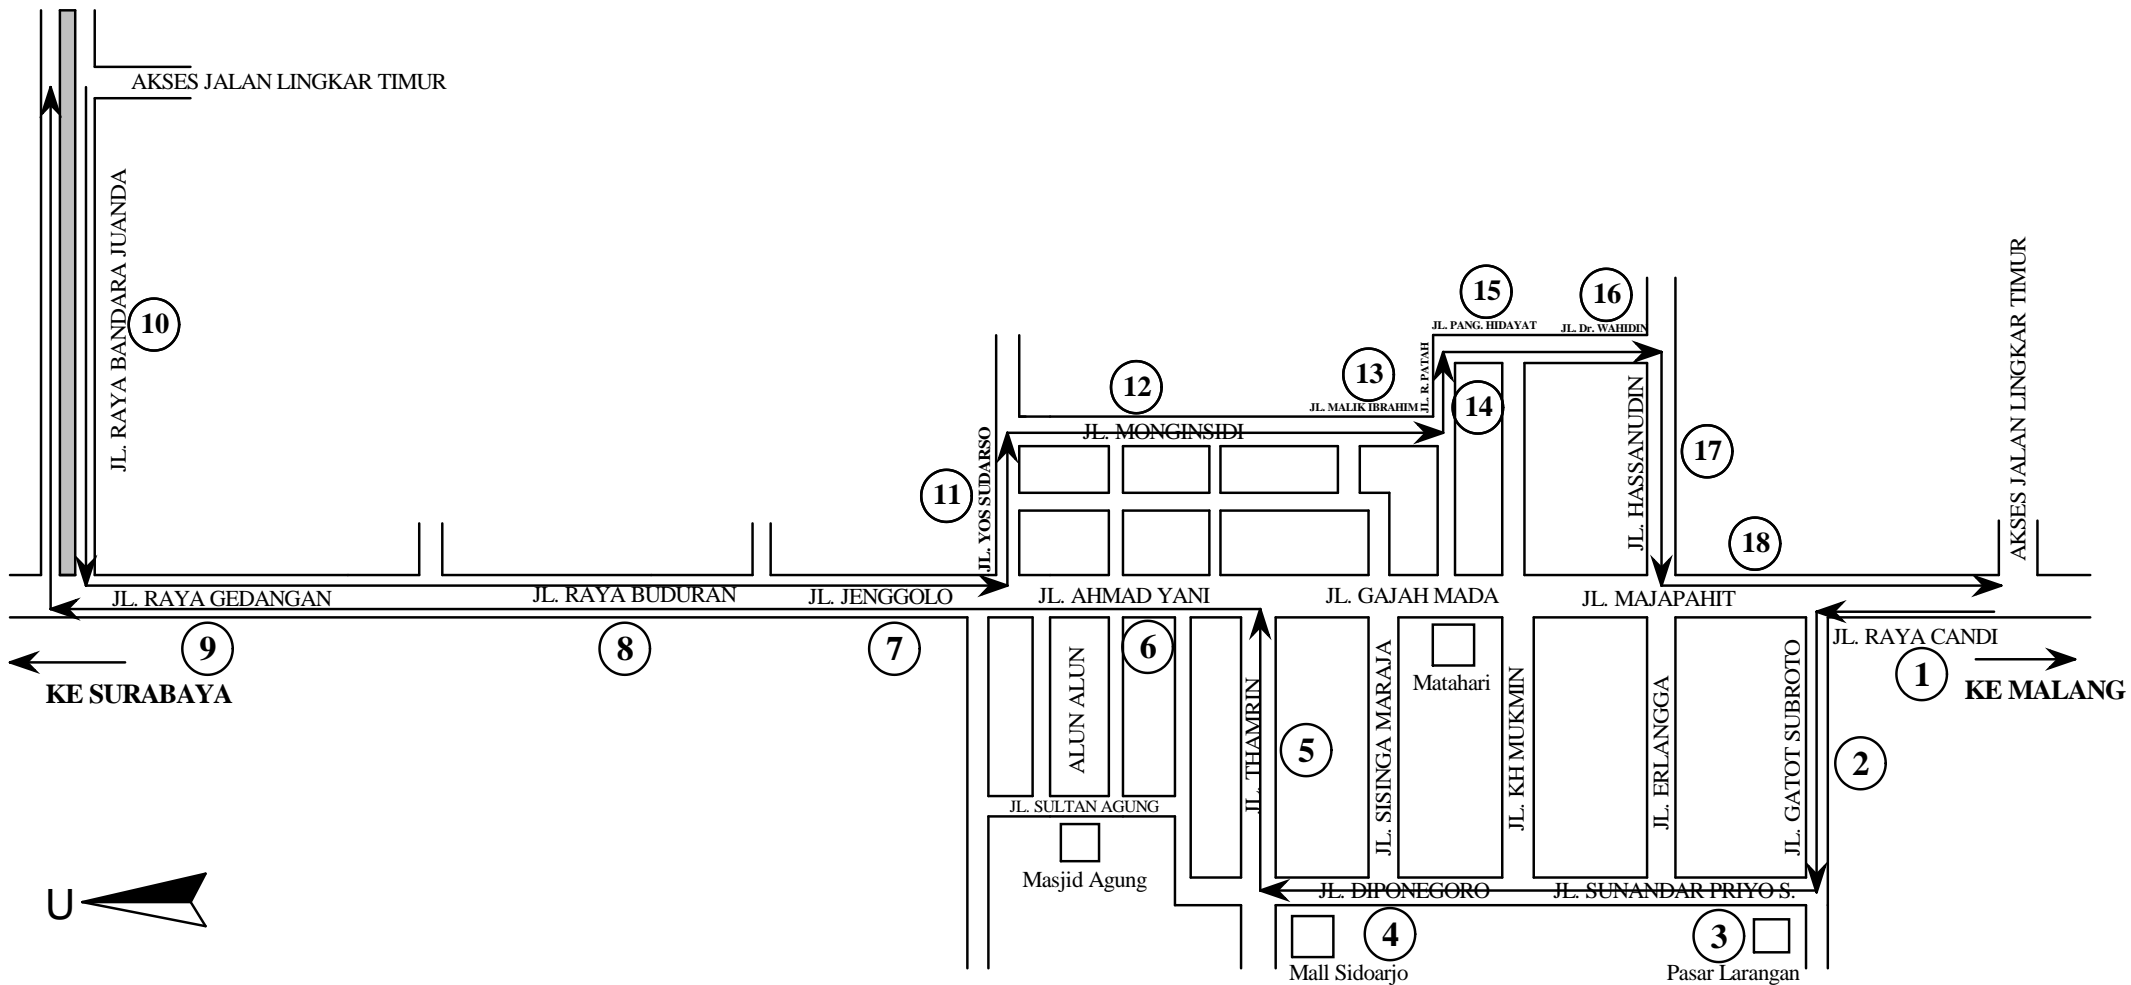 AKSES JALAN LINGKAR TIMUR
JL. RAYA BANDARA JUANDA
10
15
16
JL. PANG. HIDAYAT
JL. Dr. WAHIDIN
JL. R. PATAH
13
12
JL. MALIK IBRAHIM
14
JL. MONGINSIDI
JL. HASSANUDIN
17
AKSES JALAN LINGKAR TIMUR
11
JL. YOS SUDARSO
18
JL. RAYA GEDANGAN
JL. RAYA BUDURAN
JL. JENGGOLO
JL. AHMAD YANI
JL. GAJAH MADA
JL. MAJAPAHIT
JL. RAYA CANDI
9
8
7
6
1
KE SURABAYA
KE MALANG
ALUN ALUN
JL. THAMRIN
5
JL. SISINGA MARAJA
Matahari
JL. KH MUKMIN
JL. ERLANGGA
JL. GATOT SUBROTO
2
JL. SULTAN AGUNG
Masjid Agung
JL. DIPONEGORO
JL. SUNANDAR PRIYO S.
U
4
3
Mall Sidoarjo
Pasar Larangan